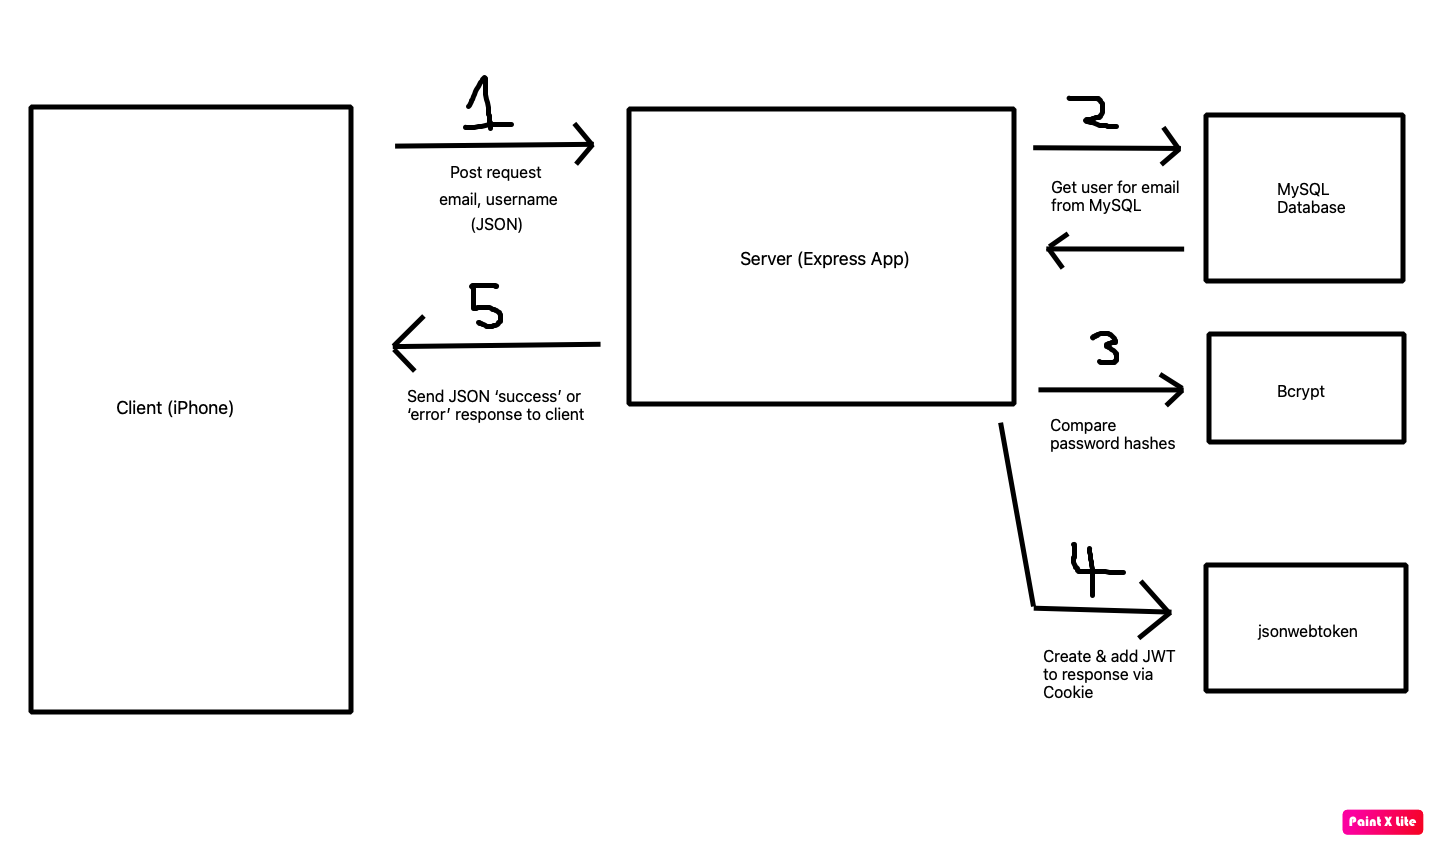 1
Post request
email, username
(JSON)
5
Send JSON ‘success’ or
‘error’ response to client
Client (iPhone)
Server (Express App)
2
Get user for email
from MySQL
MySQL
Database
3
Compare
password hashes
Bcrypt
4
Create & add JWT
to response via
Cookie
jsonwebtoken
Paint X Lite